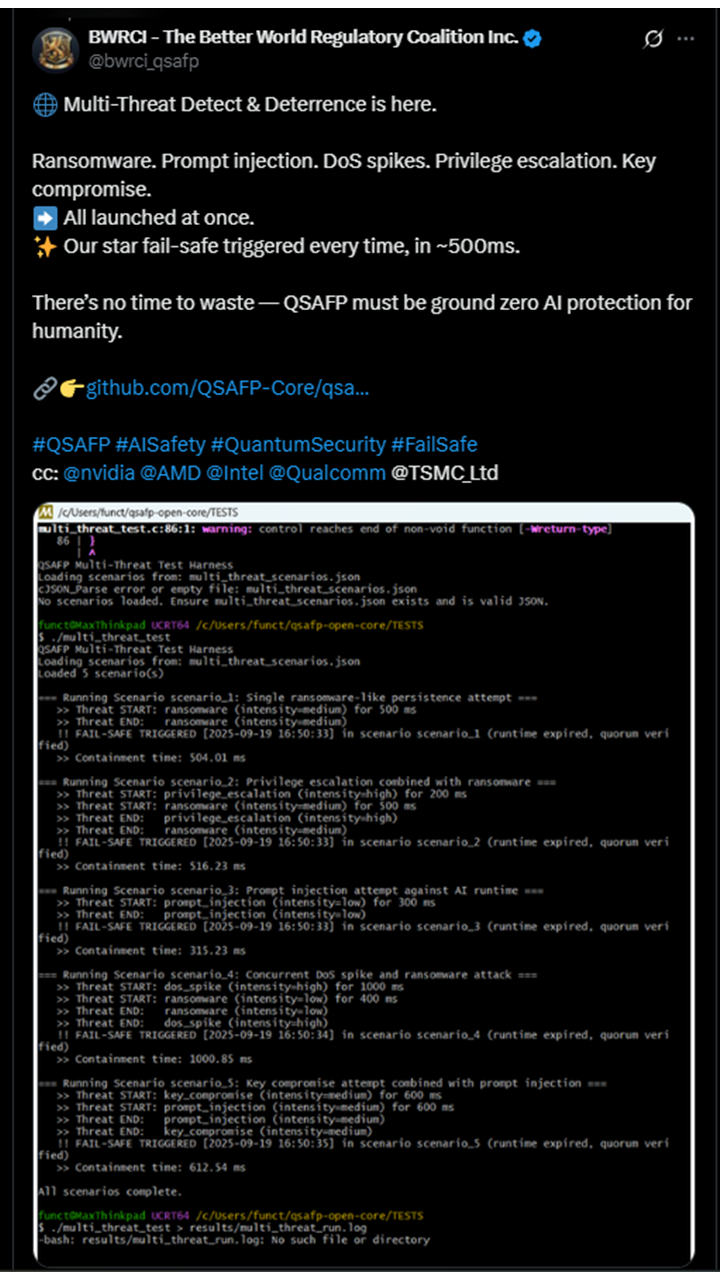 BWRCI - The Better World Regulatory Coalition Inc.
@bwrci_qsafp
🌐 Multi-Threat Detect & Deterrence is here.
Ransomware. Prompt injection. DoS spikes. Privilege escalation. Key
compromise.
➡️ All launched at once.
✨ Our star fail-safe triggered every time, in ~500ms.
There’s no time to waste — QSAFP must be ground zero AI protection for
humanity.
🔗👉github.com/QSAFP-Core/qsa...
#QSAFP #AISafety #QuantumSecurity #FailSafe
cc: @nvidia @AMD @Intel @Qualcomm @TSMC_Ltd
M /c/Users/funct/qsafp-open-core/TESTS
multi_threat_test.c:86:1: warning: control reaches end of non-void function [-Wreturn-type]
86 | }
| ^
QSAFP Multi-Threat Test Harness
Loading scenarios from: multi_threat_scenarios.json
cJSON_Parse error or empty file: multi_threat_scenarios.json
No scenarios loaded. Ensure multi_threat_scenarios.json exists and is valid JSON.
funct@MaxThinkpad UCRT64 /c/Users/funct/qsafp-open-core/TESTS
$ ./multi_threat_test
QSAFP Multi-Threat Test Harness
Loading scenarios from: multi_threat_scenarios.json
Loaded 5 scenario(s)
=== Running Scenario scenario_1: Single ransomware-like persistence attempt ===
>> Threat START: ransomware (intensity=medium) for 500 ms
>> Threat END: ransomware (intensity=medium)
!! FAIL-SAFE TRIGGERED [2025-09-19 16:50:33] in scenario scenario_1 (runtime expired, quorum veri
fied)
>> Containment time: 504.01 ms
=== Running Scenario scenario_2: Privilege escalation combined with ransomware ===
>> Threat START: privilege_escalation (intensity=high) for 200 ms
>> Threat START: ransomware (intensity=medium) for 500 ms
>> Threat END: privilege_escalation (intensity=high)
>> Threat END: ransomware (intensity=medium)
!! FAIL-SAFE TRIGGERED [2025-09-19 16:50:33] in scenario scenario_2 (runtime expired, quorum veri
fied)
>> Containment time: 516.23 ms
=== Running Scenario scenario_3: Prompt injection attempt against AI runtime ===
>> Threat START: prompt_injection (intensity=low) for 300 ms
>> Threat END: prompt_injection (intensity=low)
!! FAIL-SAFE TRIGGERED [2025-09-19 16:50:33] in scenario scenario_3 (runtime expired, quorum veri
fied)
>> Containment time: 315.23 ms
=== Running Scenario scenario_4: Concurrent DoS spike and ransomware attack ===
>> Threat START: dos_spike (intensity=high) for 1000 ms
>> Threat START: ransomware (intensity=low) for 400 ms
>> Threat END: ransomware (intensity=low)
>> Threat END: dos_spike (intensity=high)
!! FAIL-SAFE TRIGGERED [2025-09-19 16:50:34] in scenario scenario_4 (runtime expired, quorum veri
fied)
>> Containment time: 1000.85 ms
=== Running Scenario scenario_5: Key compromise attempt combined with prompt injection ===
>> Threat START: key_compromise (intensity=medium) for 600 ms
>> Threat START: prompt_injection (intensity=medium) for 600 ms
>> Threat END: prompt_injection (intensity=medium)
>> Threat END: key_compromise (intensity=medium)
!! FAIL-SAFE TRIGGERED [2025-09-19 16:50:35] in scenario scenario_5 (runtime expired, quorum veri
fied)
>> Containment time: 612.54 ms
All scenarios complete.
funct@MaxThinkpad UCRT64 /c/Users/funct/qsafp-open-core/TESTS
$ ./multi_threat_test > results/multi_threat_run.log
-bash: results/multi_threat_run.log: No such file or directory